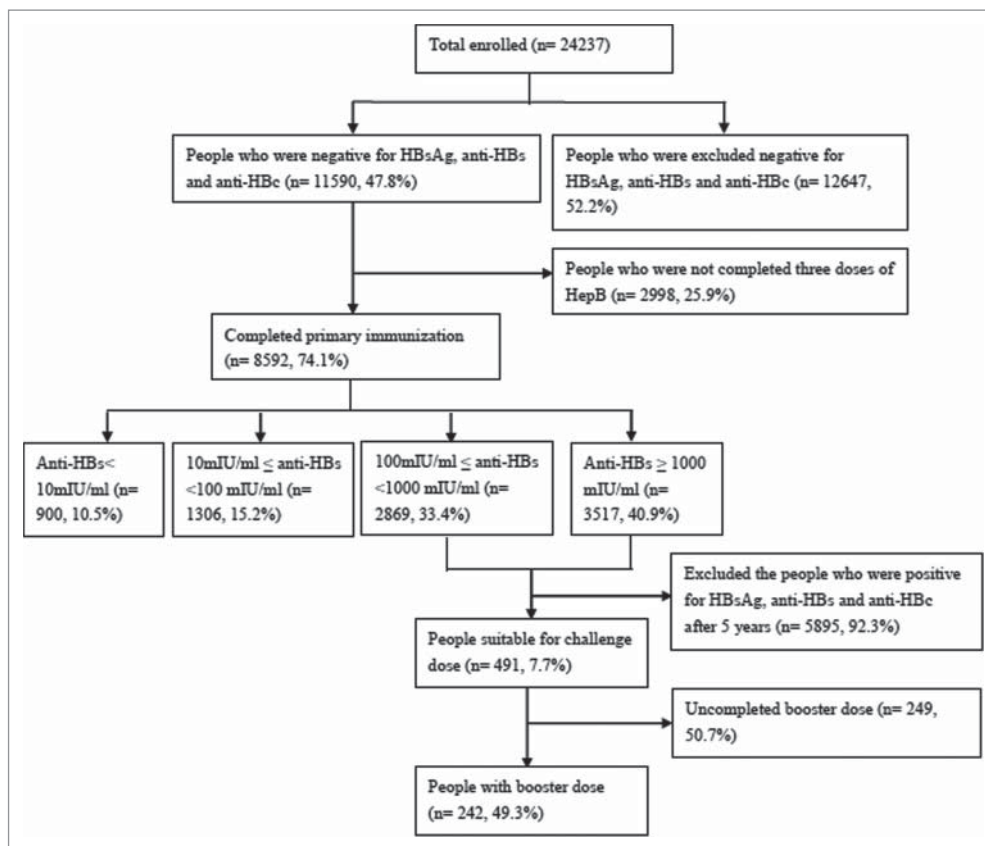 Total enrolled (n= 24237)
People who were negative for HBsAg, anti-HBs
and anti-HBc (n= 11590, 47.8%)
People who were excluded negative for
HBsAg, anti-HBs and anti-HBc (n= 12647,
52.2%)
People who were not completed three doses of
HepB (n= 2998, 25.9%)
Completed primary immunization
(n= 8592, 74.1%)
Anti-HBs<
10mIU/ml (n=
900, 10.5%)
10mIU/ml ≤ anti-HBs
<100 mIU/ml (n=
1306, 15.2%)
100mIU/ml ≤ anti-HBs
<1000 mIU/ml (n=
2869, 33.4%)
Anti-HBs ≥ 1000
mIU/ml (n=
3517, 40.9%)
Excluded the people who were positive
for HBsAg, anti-HBs and anti-HBc
after 5 years (n= 5895, 92.3%)
People suitable for challenge
dose (n= 491, 7.7%)
Uncompleted booster dose (n= 249,
50.7%)
People with booster dose
(n= 242, 49.3%)